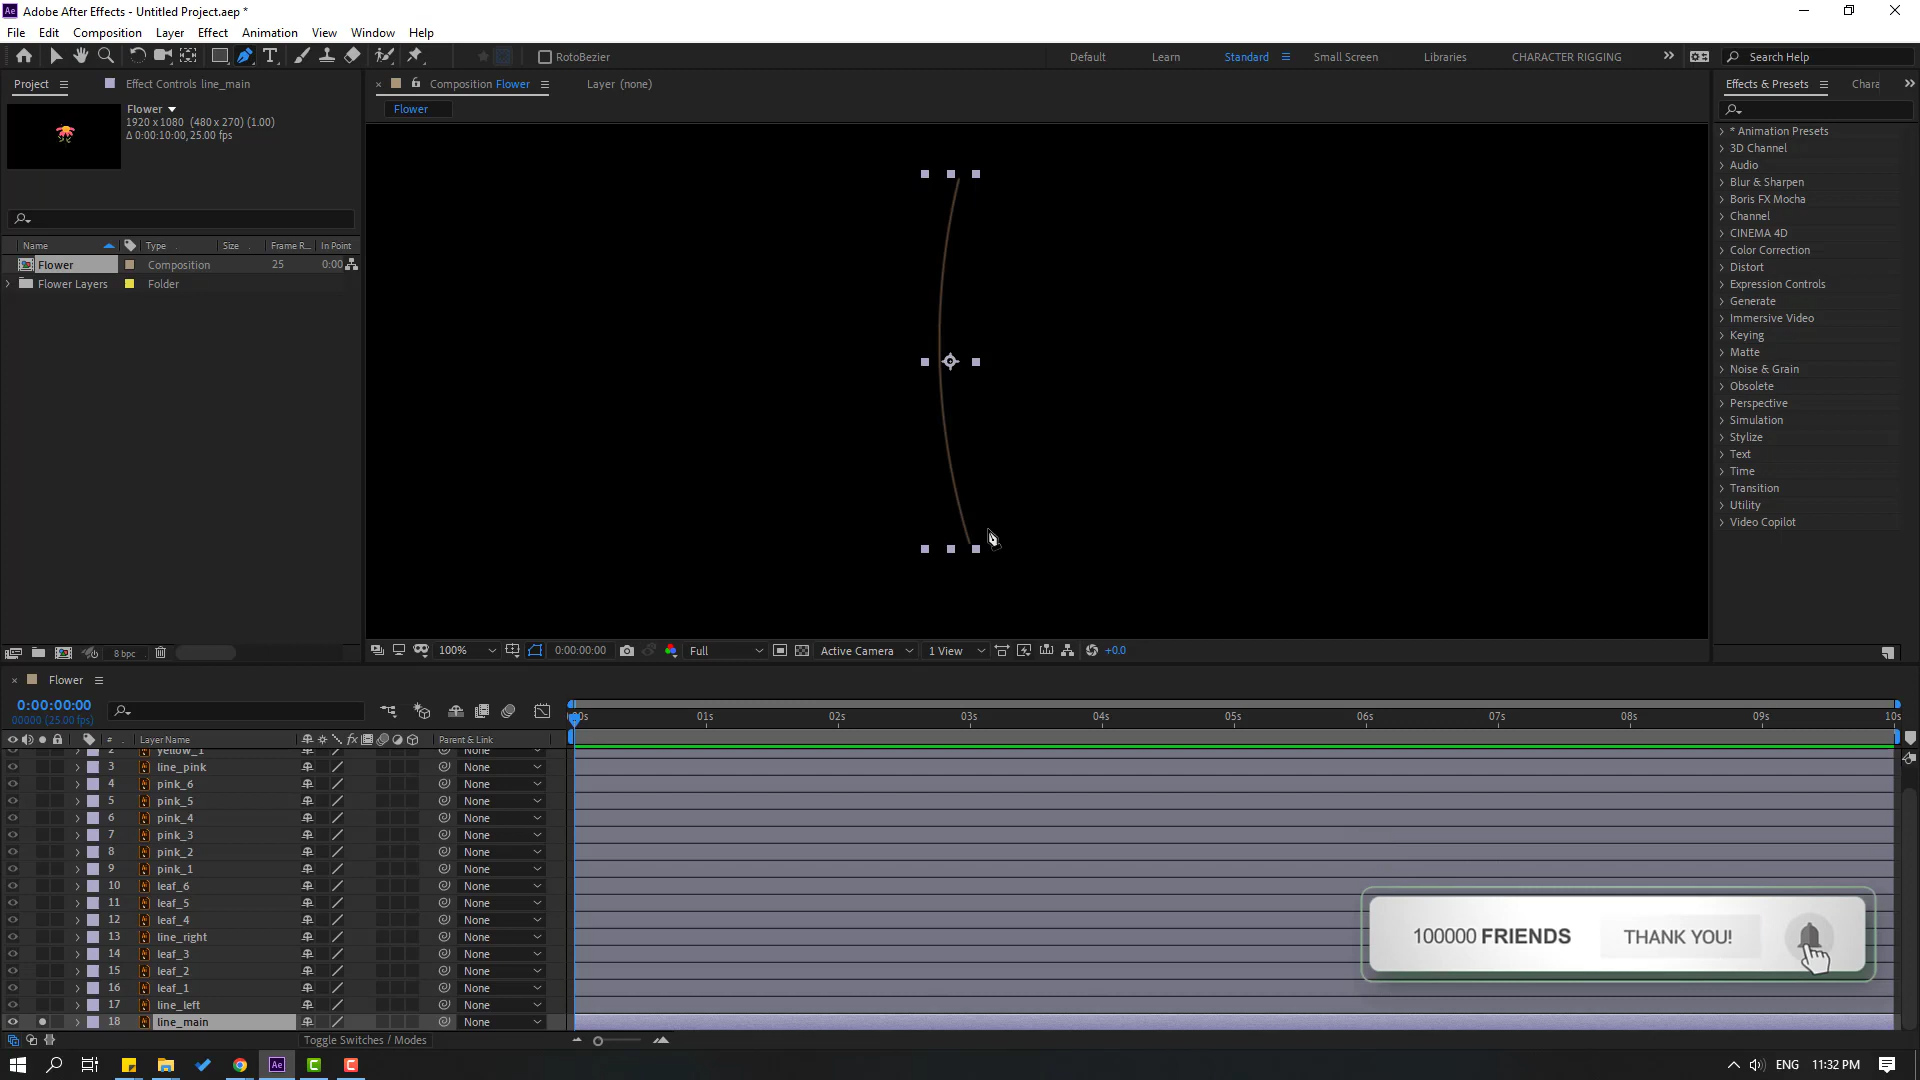 Adobe After Effects - Untitled Project.aep *
File Edit Composition Layer Effect Animation View Window Help
RotoBezier Default Learn Standard Small Screen Libraries CHARACTER RIGGING Search Help
Project Effect Controls line_main Composition Flower Layer (none) Effects & Presets Chara
Flower
1920 x 1080 (480 x 270) (1.00)
Δ 0:00:10:00, 25.00 fps
Flower
* Animation Presets
3D Channel
Audio
Blur & Sharpen
Boris FX Mocha
Channel
CINEMA 4D
Color Correction
Distort
Expression Controls
Generate
Immersive Video
Keying
Matte
Noise & Grain
Obsolete
Perspective
Simulation
Stylize
Text
Time
Transition
Utility
Video Copilot
Name Type Size Frame R... In Point
Flower Composition 25 0:00
Flower Layers Folder
8 bpc
100% 0:00:00:00 Full Active Camera 1 View +0.0
Flower
0:00:00:00
00000 (25.00 fps)
00s 01s 02s 03s 04s 05s 06s 07s 08s 09s 10s
# Layer Name Parent & Link
2 yellow_1 None
3 line_pink None
4 pink_6 None
5 pink_5 None
6 pink_4 None
7 pink_3 None
8 pink_2 None
9 pink_1 None
10 leaf_6 None
11 leaf_5 None
12 leaf_4 None
13 line_right None
14 leaf_3 None
15 leaf_2 None
16 leaf_1 None
17 line_left None
18 line_main None
100000 FRIENDS THANK YOU!
Toggle Switches / Modes
ENG 11:32 PM